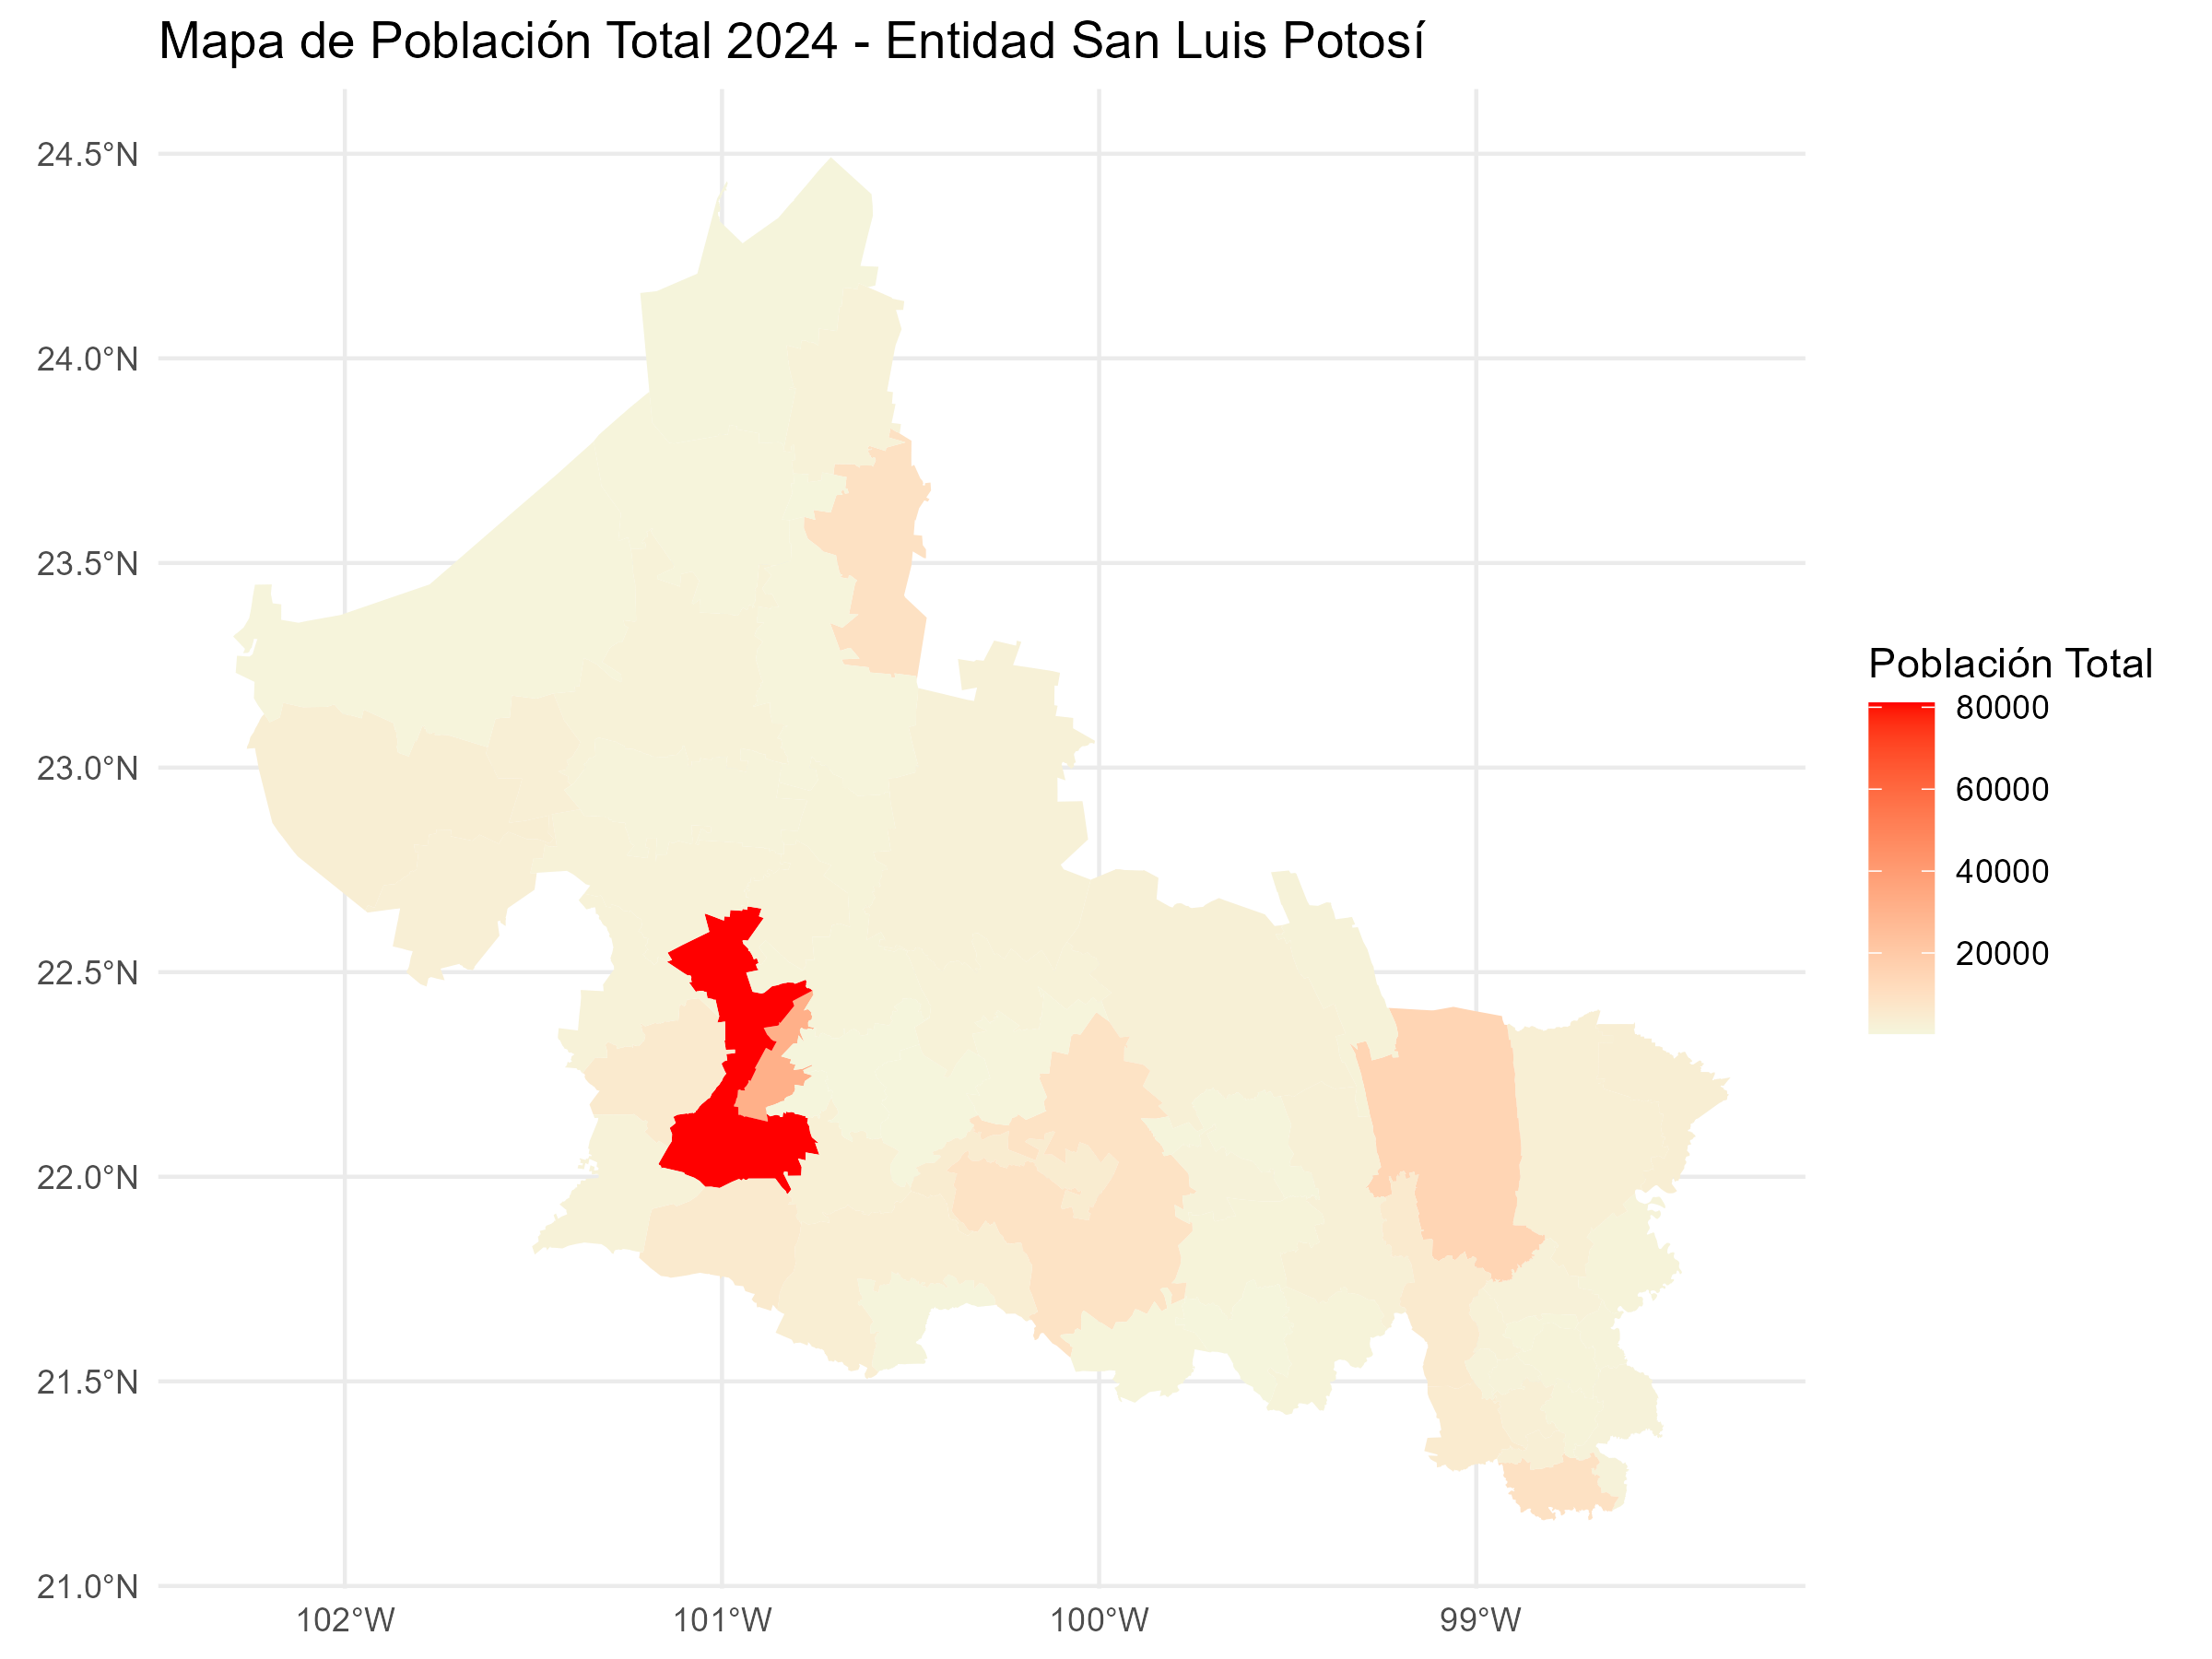 Mapa de Población Total 2024 - Entidad San Luis Potosí
24.5°N
24.0°N
23.5°N
23.0°N
22.5°N
22.0°N
21.5°N
21.0°N
102°W
101°W
100°W
99°W
Población Total
80000
60000
40000
20000